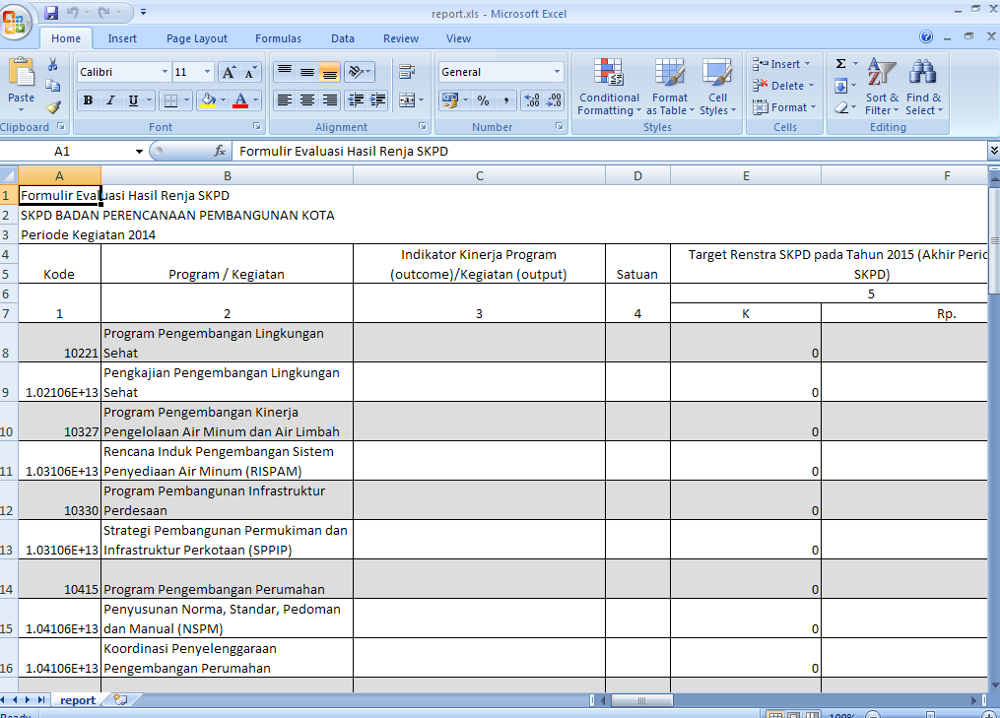 report.xls - Microsoft Excel
Home Insert Page Layout Formulas Data Review View
Paste
Clipboard
Calibri 11
B I U
Font
Alignment
General
% ,
Number
Conditional Formatting
Format as Table
Cell Styles
Styles
Insert
Delete
Format
Cells
Σ
Sort & Filter
Find & Select
Editing
A1 fx Formulir Evaluasi Hasil Renja SKPD
A B C D E F
1 Formulir Evaluasi Hasil Renja SKPD
2 SKPD BADAN PERENCANAAN PEMBANGUNAN KOTA
3 Periode Kegiatan 2014
4 Indikator Kinerja Program Target Renstra SKPD pada Tahun 2015 (Akhir Perio
5 Kode Program / Kegiatan (outcome)/Kegiatan (output) Satuan SKPD)
6 5
7 1 2 3 4 K Rp.
Program Pengembangan Lingkungan
8 10221 Sehat 0
Pengkajian Pengembangan Lingkungan
9 1.02106E+13 Sehat 0
Program Pengembangan Kinerja
10 10327 Pengelolaan Air Minum dan Air Limbah 0
Rencana Induk Pengembangan Sistem
11 1.03106E+13 Penyediaan Air Minum (RISPAM) 0
Program Pembangunan Infrastruktur
12 10330 Perdesaan 0
Strategi Pembangunan Permukiman dan
13 1.03106E+13 Infrastruktur Perkotaan (SPPIP) 0
14 10415 Program Pengembangan Perumahan 0
Penyusunan Norma, Standar, Pedoman
15 1.04106E+13 dan Manual (NSPM) 0
Koordinasi Penyelenggaraan
16 1.04106E+13 Pengembangan Perumahan 0
report
Ready 100%